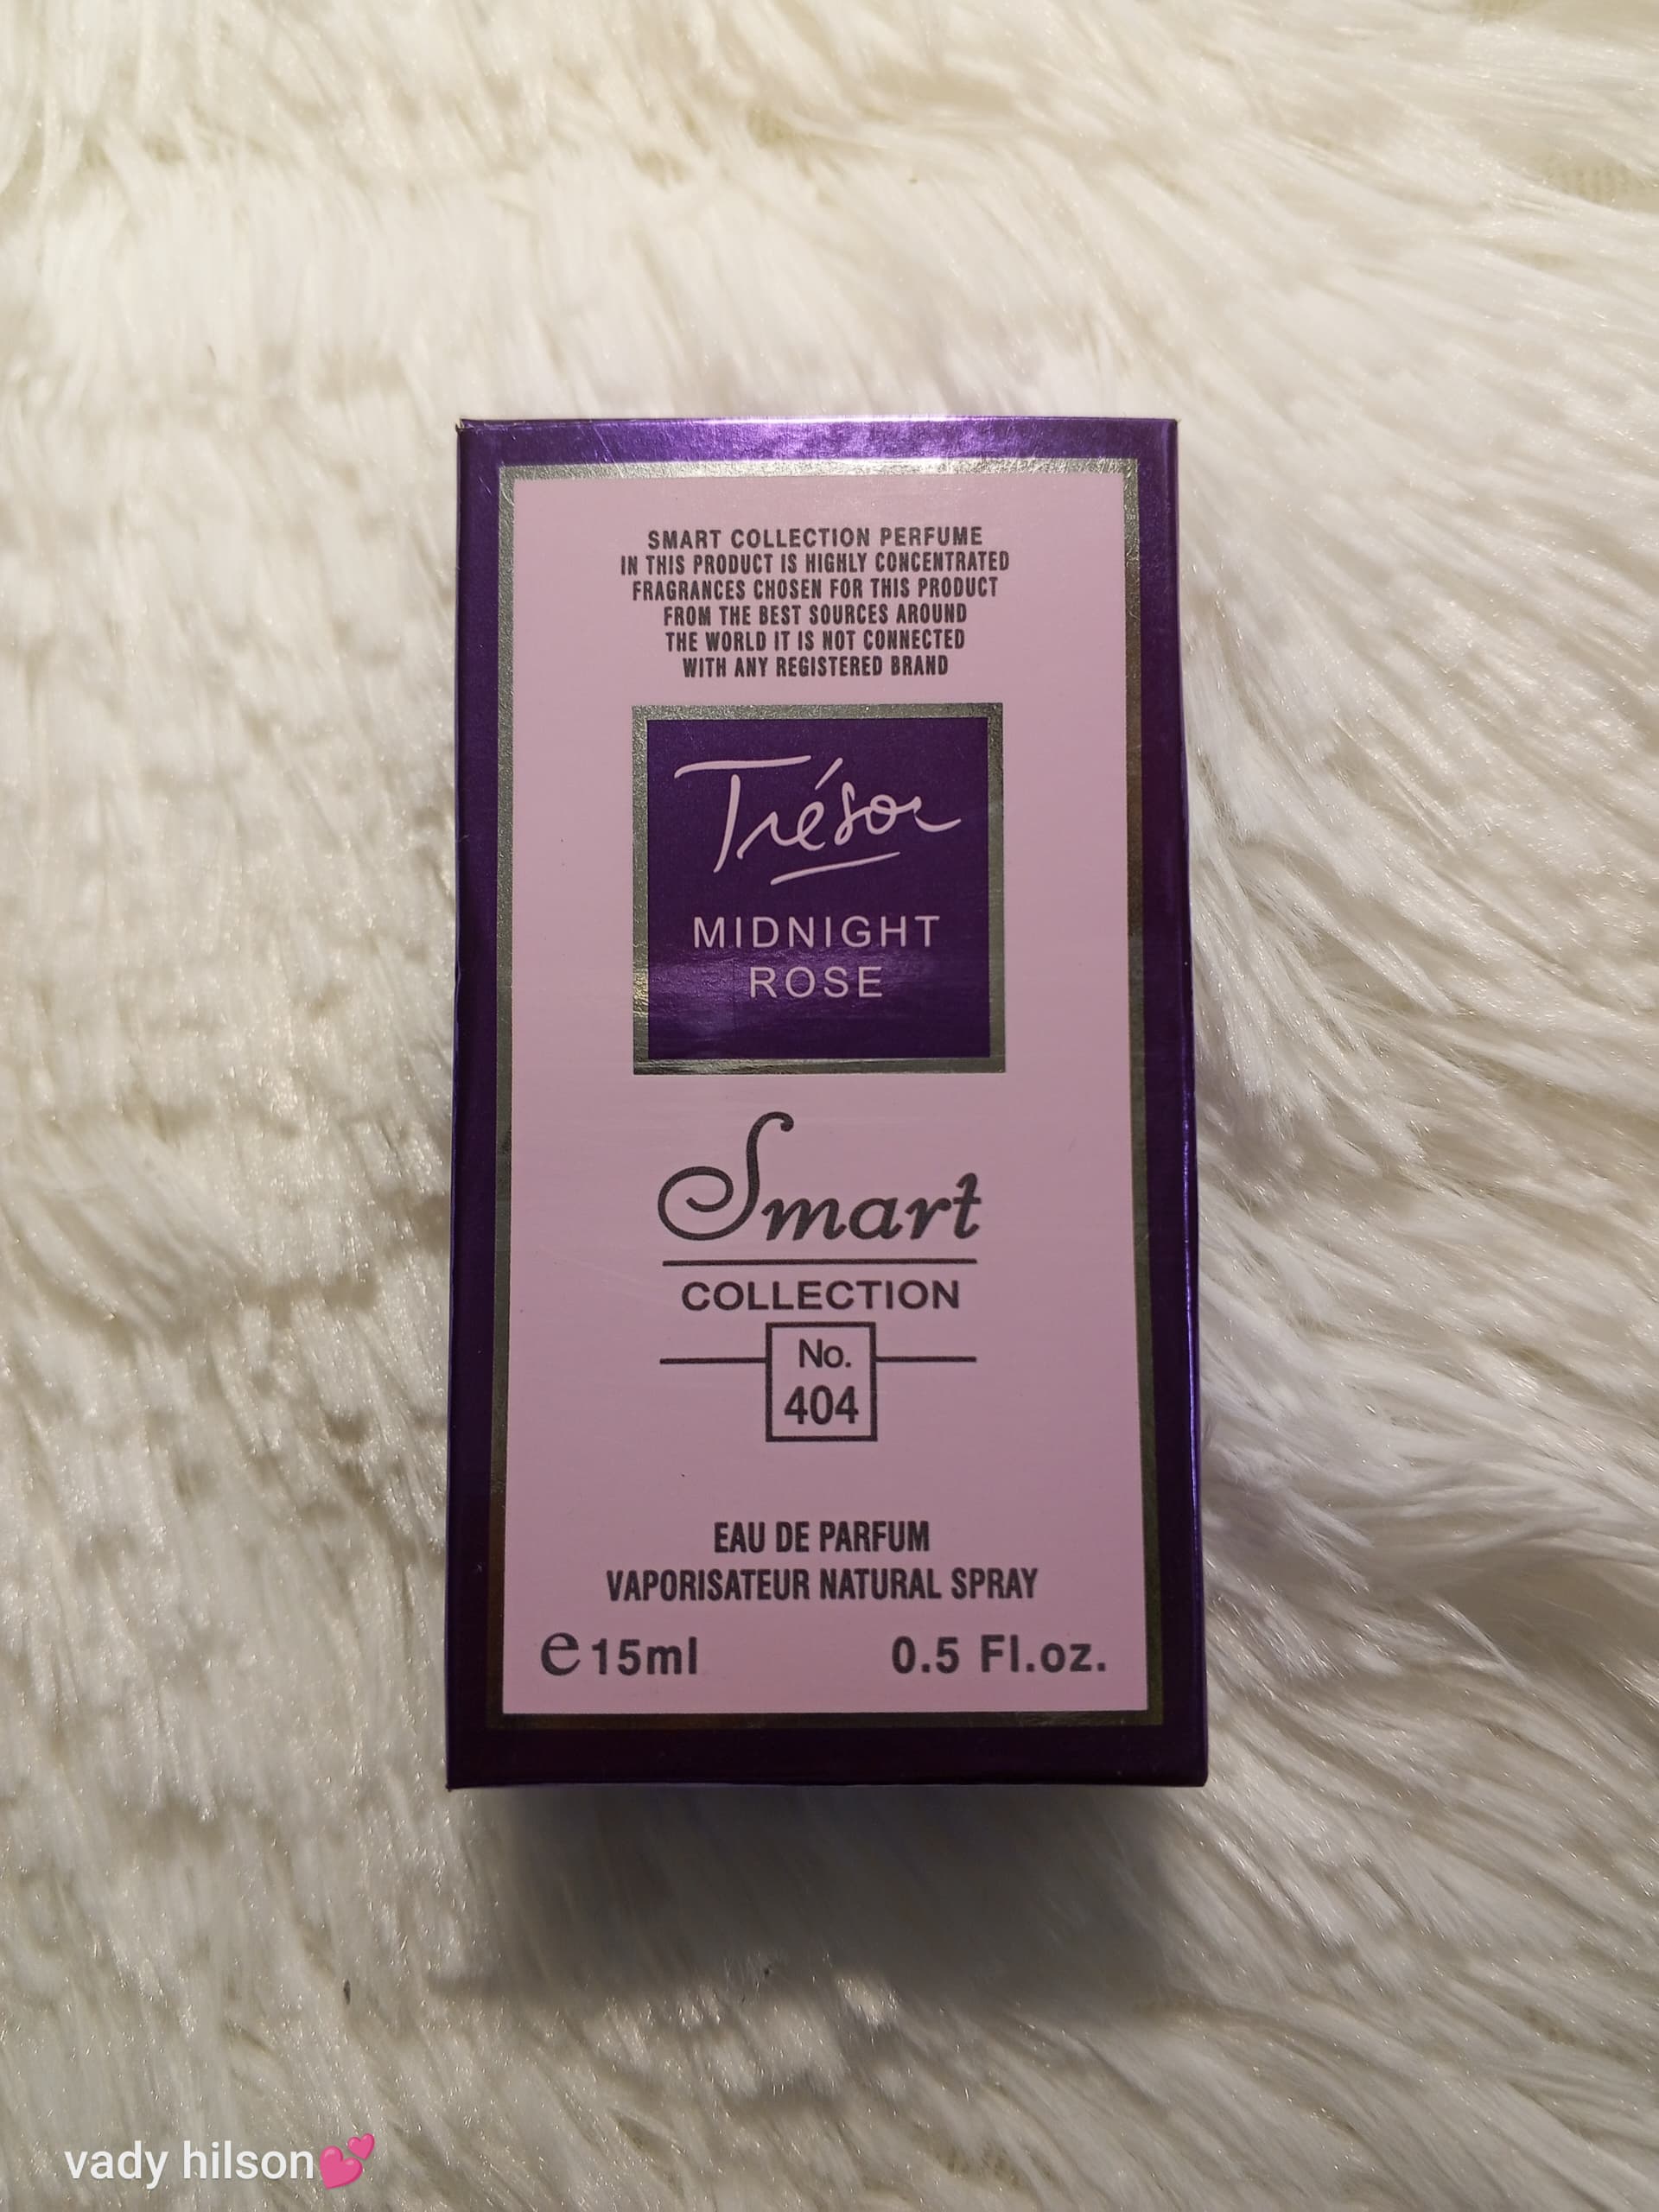 SMART COLLECTION PERFUME
IN THIS PRODUCT IS HIGHLY CONCENTRATED
FRAGRANCES CHOSEN FOR THIS PRODUCT
FROM THE BEST SOURCES AROUND
THE WORLD IT IS NOT CONNECTED
WITH ANY REGISTERED BRAND
Trésor
MIDNIGHT
ROSE
Smart
COLLECTION
No.
404
EAU DE PARFUM
VAPORISATEUR NATURAL SPRAY
e 15ml 0.5 Fl.oz.
vady hilson💕